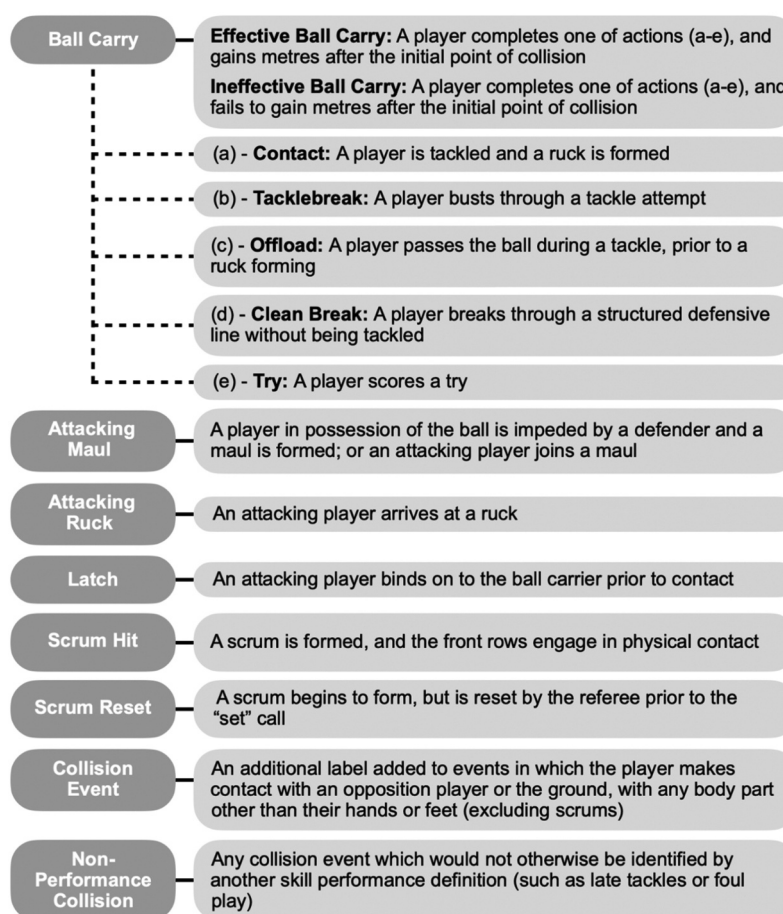 Ball Carry
Effective Ball Carry: A player completes one of actions (a-e), and
gains metres after the initial point of collision
Ineffective Ball Carry: A player completes one of actions (a-e), and
fails to gain metres after the initial point of collision
(a) - Contact: A player is tackled and a ruck is formed
(b) - Tacklebreak: A player busts through a tackle attempt
(c) - Offload: A player passes the ball during a tackle, prior to a
ruck forming
(d) - Clean Break: A player breaks through a structured defensive
line without being tackled
(e) - Try: A player scores a try
Attacking
Maul
A player in possession of the ball is impeded by a defender and a
maul is formed; or an attacking player joins a maul
Attacking
Ruck
An attacking player arrives at a ruck
Latch
An attacking player binds on to the ball carrier prior to contact
Scrum Hit
A scrum is formed, and the front rows engage in physical contact
Scrum Reset
A scrum begins to form, but is reset by the referee prior to the
“set” call
Collision
Event
An additional label added to events in which the player makes
contact with an opposition player or the ground, with any body part
other than their hands or feet (excluding scrums)
Non-
Performance
Collision
Any collision event which would not otherwise be identified by
another skill performance definition (such as late tackles or foul
play)